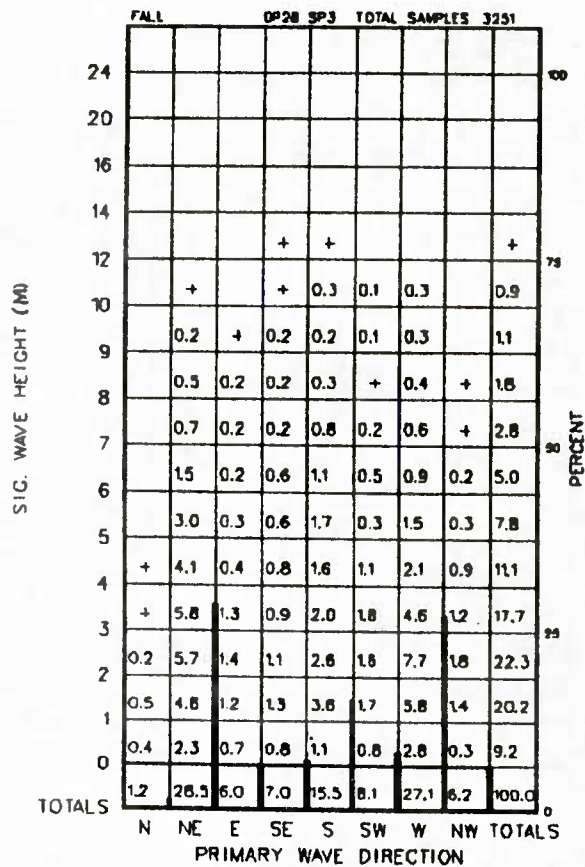 FALL DP28 SP3 TOTAL SAMPLES 3251
24 100
20
16
14
+ + +
12 75
+ + 0.3 0.1 0.3 0.9
10
0.2 + 0.2 0.2 0.1 0.3 1.1
9
0.5 0.2 0.2 0.3 + 0.4 + 1.6
8
0.7 0.2 0.2 0.8 0.2 0.6 + 2.8
7 50
1.5 0.2 0.6 1.1 0.5 0.9 0.2 5.0
6
3.0 0.3 0.6 1.7 0.3 1.5 0.3 7.8
5
+ 4.1 0.4 0.8 1.6 1.1 2.1 0.9 11.1
4
+ 5.8 1.3 0.9 2.0 1.8 4.6 1.2 17.7
3 25
0.2 5.7 1.4 1.1 2.6 1.6 7.7 1.8 22.3
2
0.5 4.6 1.2 1.3 3.6 1.7 5.8 1.4 20.2
1
0.4 2.3 0.7 0.8 1.1 0.8 2.8 0.3 9.2
0
TOTALS 1.2 28.5 6.0 7.0 15.5 8.1 27.1 6.2 100.0 0
N NE E SE S SW W NW TOTALS
PRIMARY WAVE DIRECTION
SIG. WAVE HEIGHT (M)
PERCENT